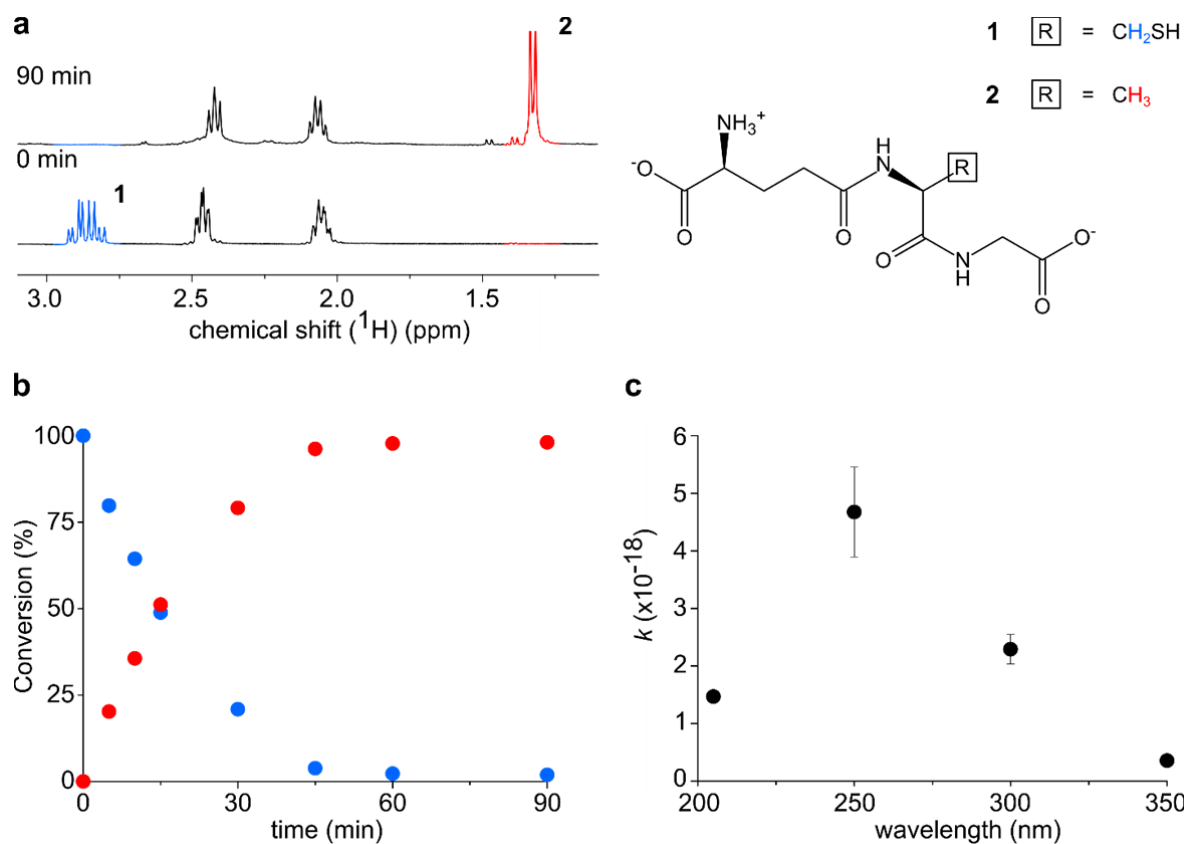 a
2
90 min
0 min
1
3.0 2.5 2.0 1.5
chemical shift (¹H) (ppm)
1 R = CH₂SH
2 R = CH₃
NH₃⁺
⁻O
O
O
H
N
R
O
N
H
O⁻
O
b
100
75
50
25
0
Conversion (%)
0 30 60 90
time (min)
c
6
5
4
3
2
1
0
k (x10⁻¹⁸)
200 250 300 350
wavelength (nm)